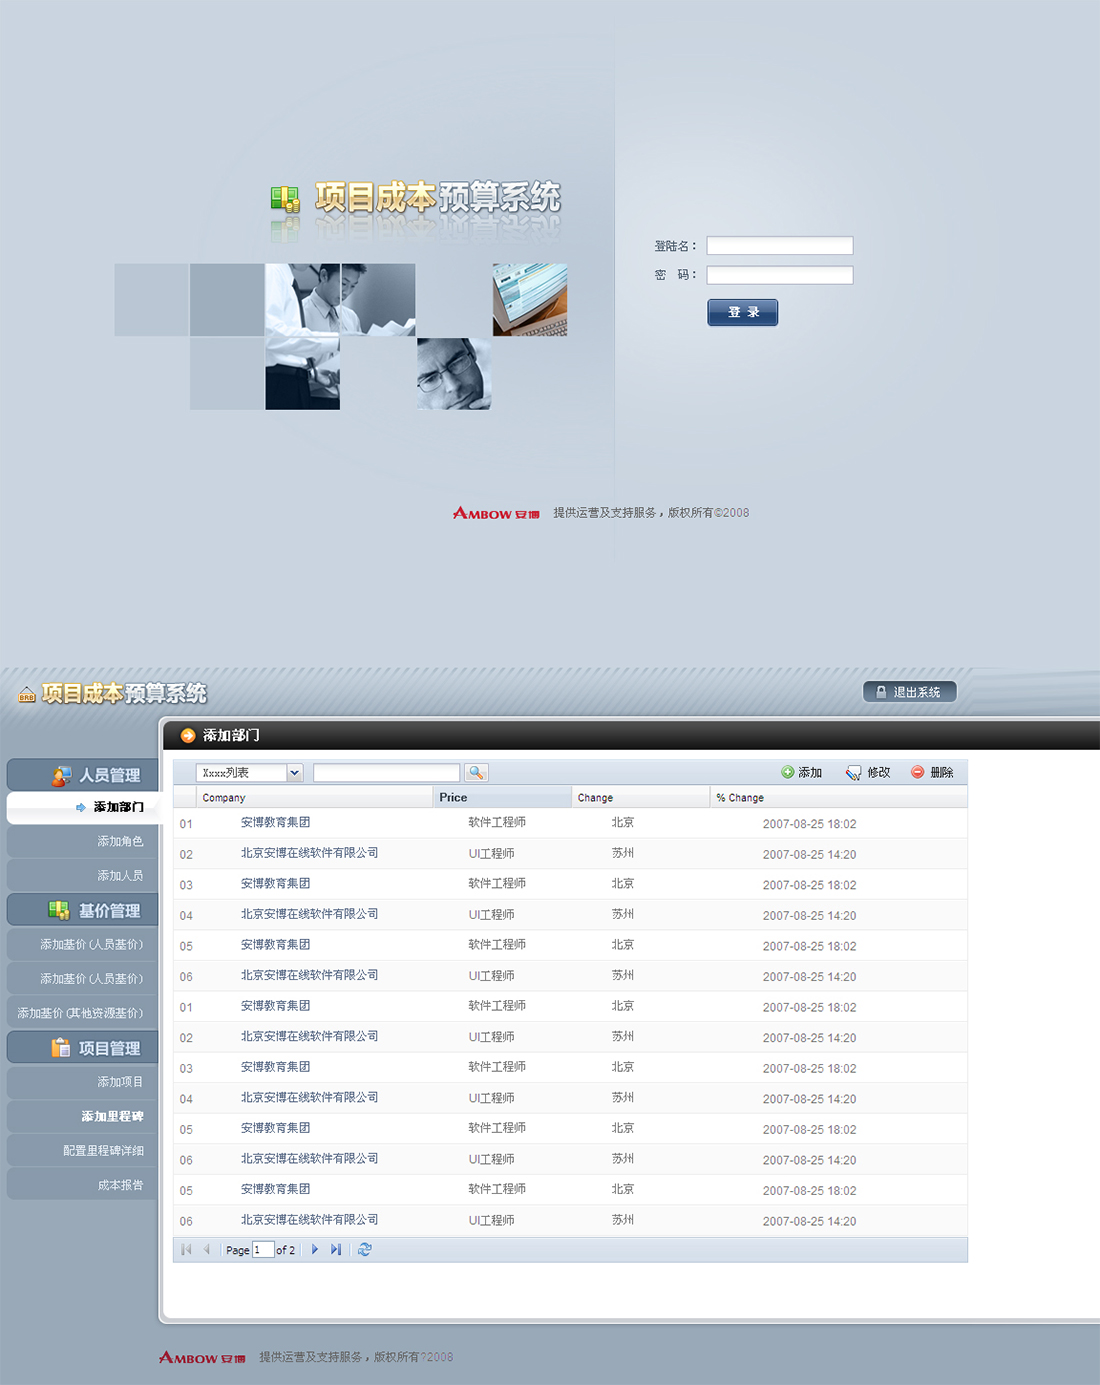 项目成本预算系统
登陆名：
密 码：
登 录
AMBOW 安博 提供运营及支持服务，版权所有©2008
BRB 项目成本预算系统
退出系统
添加部门
人员管理
添加部门
添加角色
添加人员
基价管理
添加基价(人员基价)
添加基价(人员基价)
添加基价(其他资源基价)
项目管理
添加项目
添加里程碑
配置里程碑详细
成本报告
Xxxx列表 添加 修改 删除
Company Price Change % Change
01 安博教育集团 软件工程师 北京 2007-08-25 18:02
02 北京安博在线软件有限公司 UI工程师 苏州 2007-08-25 14:20
03 安博教育集团 软件工程师 北京 2007-08-25 18:02
04 北京安博在线软件有限公司 UI工程师 苏州 2007-08-25 14:20
05 安博教育集团 软件工程师 北京 2007-08-25 18:02
06 北京安博在线软件有限公司 UI工程师 苏州 2007-08-25 14:20
01 安博教育集团 软件工程师 北京 2007-08-25 18:02
02 北京安博在线软件有限公司 UI工程师 苏州 2007-08-25 14:20
03 安博教育集团 软件工程师 北京 2007-08-25 18:02
04 北京安博在线软件有限公司 UI工程师 苏州 2007-08-25 14:20
05 安博教育集团 软件工程师 北京 2007-08-25 18:02
06 北京安博在线软件有限公司 UI工程师 苏州 2007-08-25 14:20
05 安博教育集团 软件工程师 北京 2007-08-25 18:02
06 北京安博在线软件有限公司 UI工程师 苏州 2007-08-25 14:20
Page 1 of 2
AMBOW 安博 提供运营及支持服务，版权所有?2008